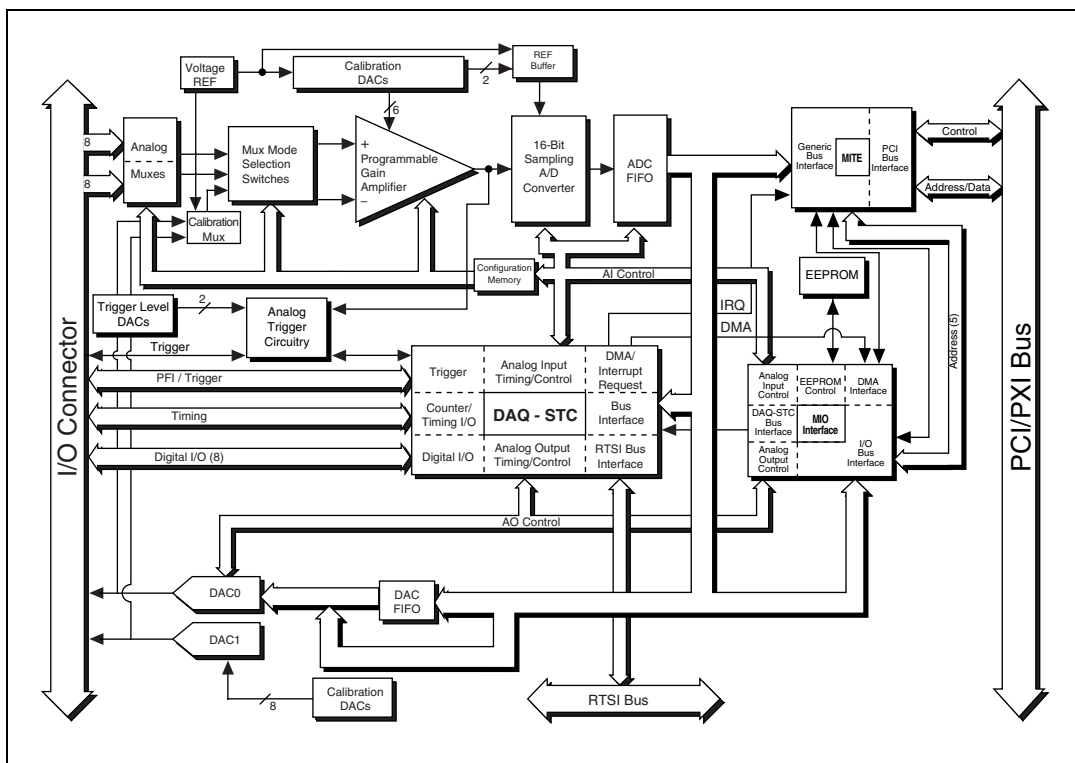 Voltage
REF
Calibration
DACs
2
REF
Buffer
6
8
8
Analog
Muxes
Mux Mode
Selection
Switches
+
Programmable
Gain
Amplifier
–
16-Bit
Sampling
A/D
Converter
ADC
FIFO
Generic
Bus
Interface
MITE
PCI
Bus
Interface
Control
Address/Data
Calibration
Mux
Configuration
Memory
AI Control
EEPROM
IRQ
DMA
Address (5)
Trigger Level
DACs
2
Analog
Trigger
Circuitry
Trigger
PFI / Trigger
Timing
Digital I/O (8)
I/O Connector
PCI/PXI Bus
Trigger
Analog Input
Timing/Control
DMA/
Interrupt
Request
Counter/
Timing I/O
DAQ - STC
Bus
Interface
Digital I/O
Analog Output
Timing/Control
RTSI Bus
Interface
Analog
Input
Control
EEPROM
Control
DMA
Interface
DAQ-STC
Bus
Interface
MIO
Interface
Analog
Output
Control
I/O
Bus
Interface
AO Control
DAC0
DAC
FIFO
DAC1
8
Calibration
DACs
RTSI Bus